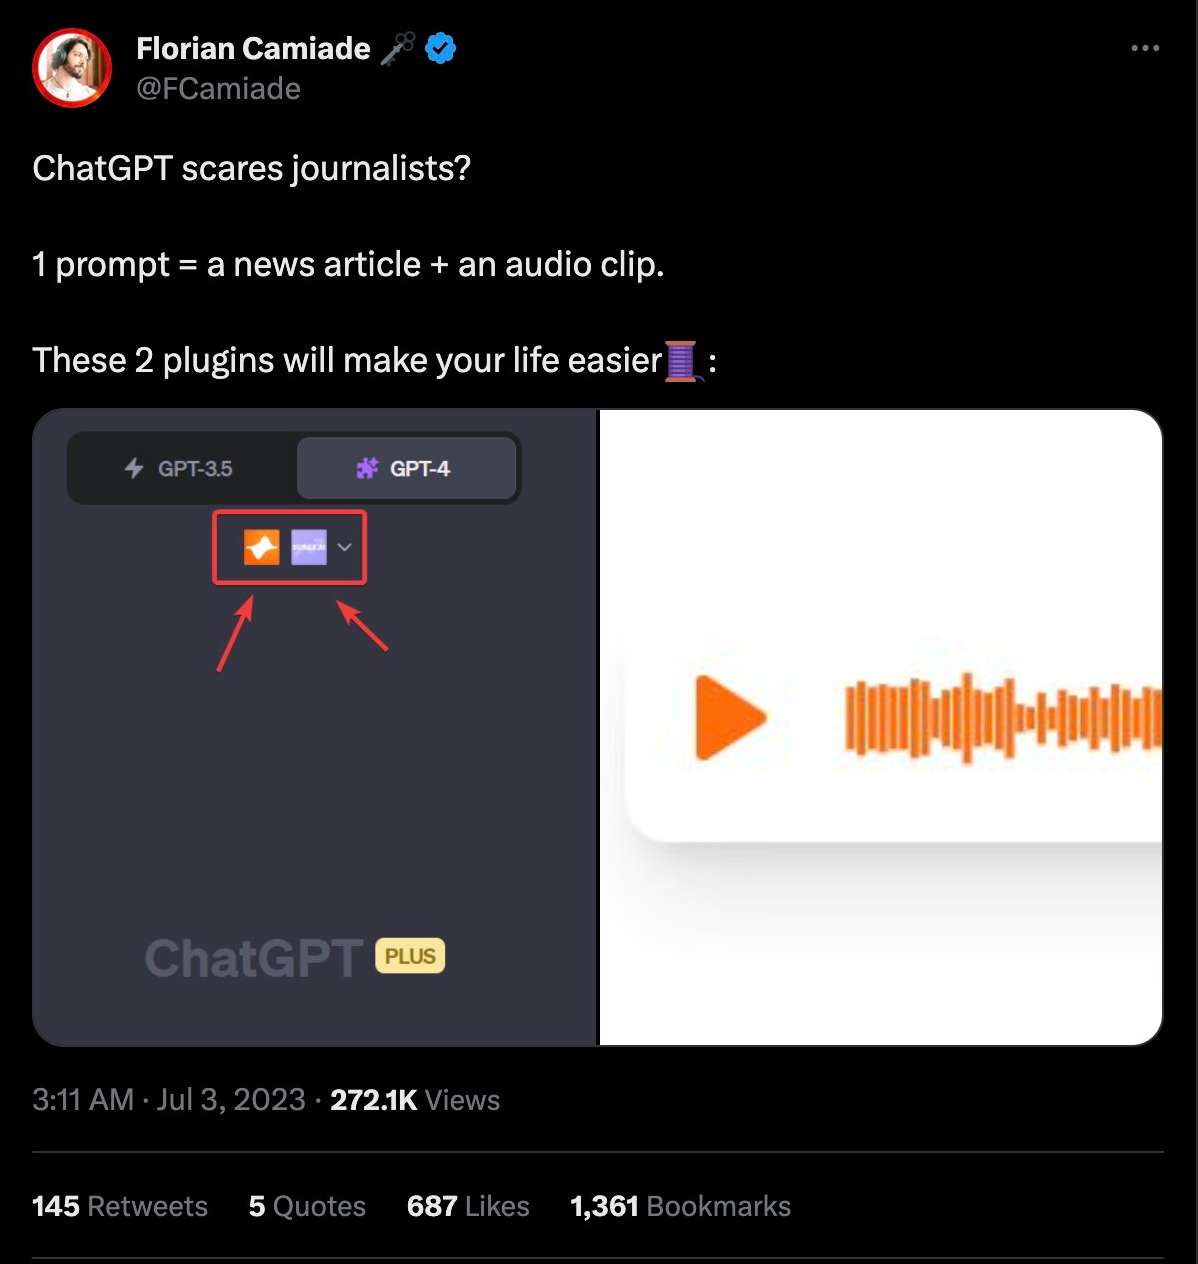 Florian Camiade 🗝️
@FCamiade
ChatGPT scares journalists?
1 prompt = a news article + an audio clip.
These 2 plugins will make your life easier🧵:
GPT-3.5
GPT-4
SURGE.AI
ChatGPT PLUS
3:11 AM · Jul 3, 2023 · 272.1K Views
145 Retweets 5 Quotes 687 Likes 1,361 Bookmarks